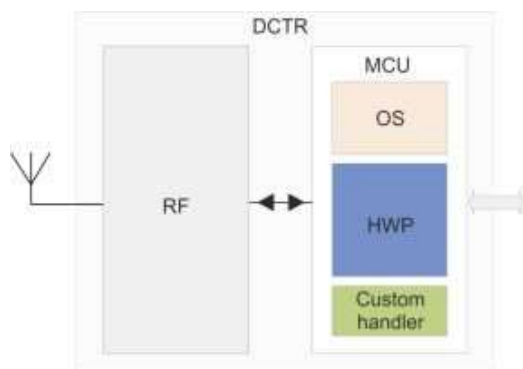 DCTR
MCU
OS
RF
HWP
Custom
handler